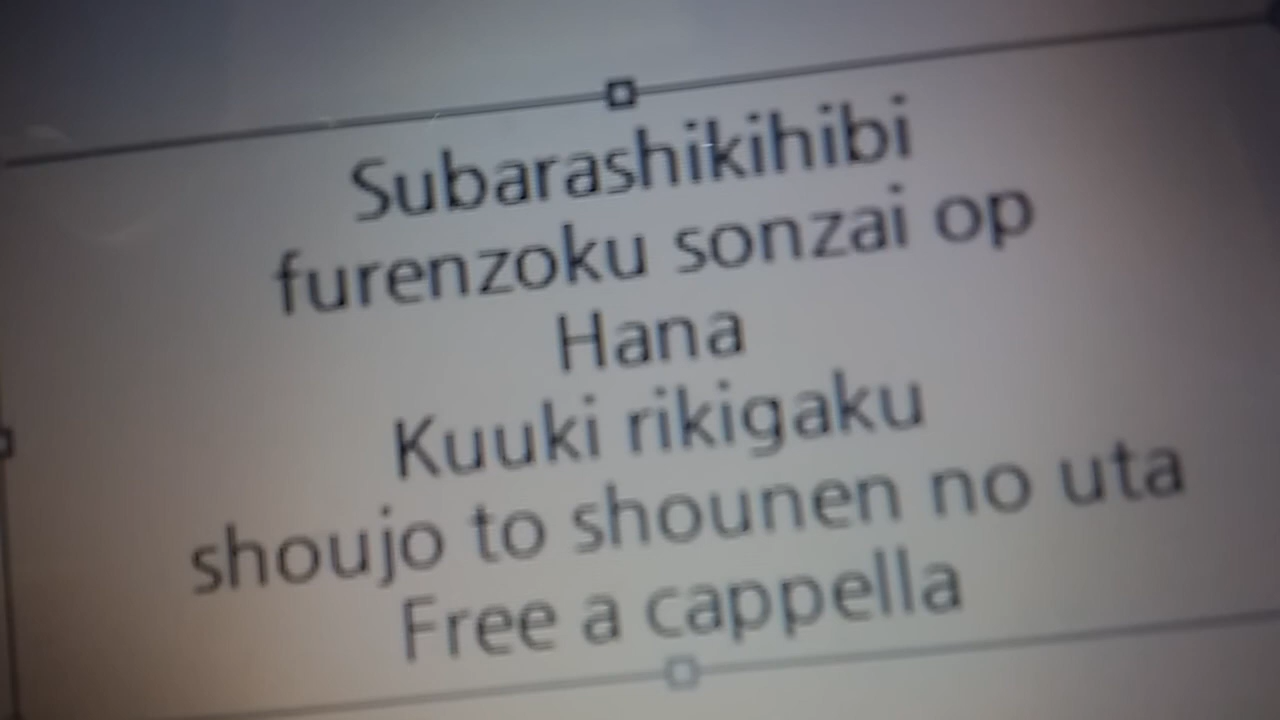 Subarashikihibi
furenzoku sonzai op
Hana
Kuuki rikigaku
shoujo to shounen no uta
Free a cappella